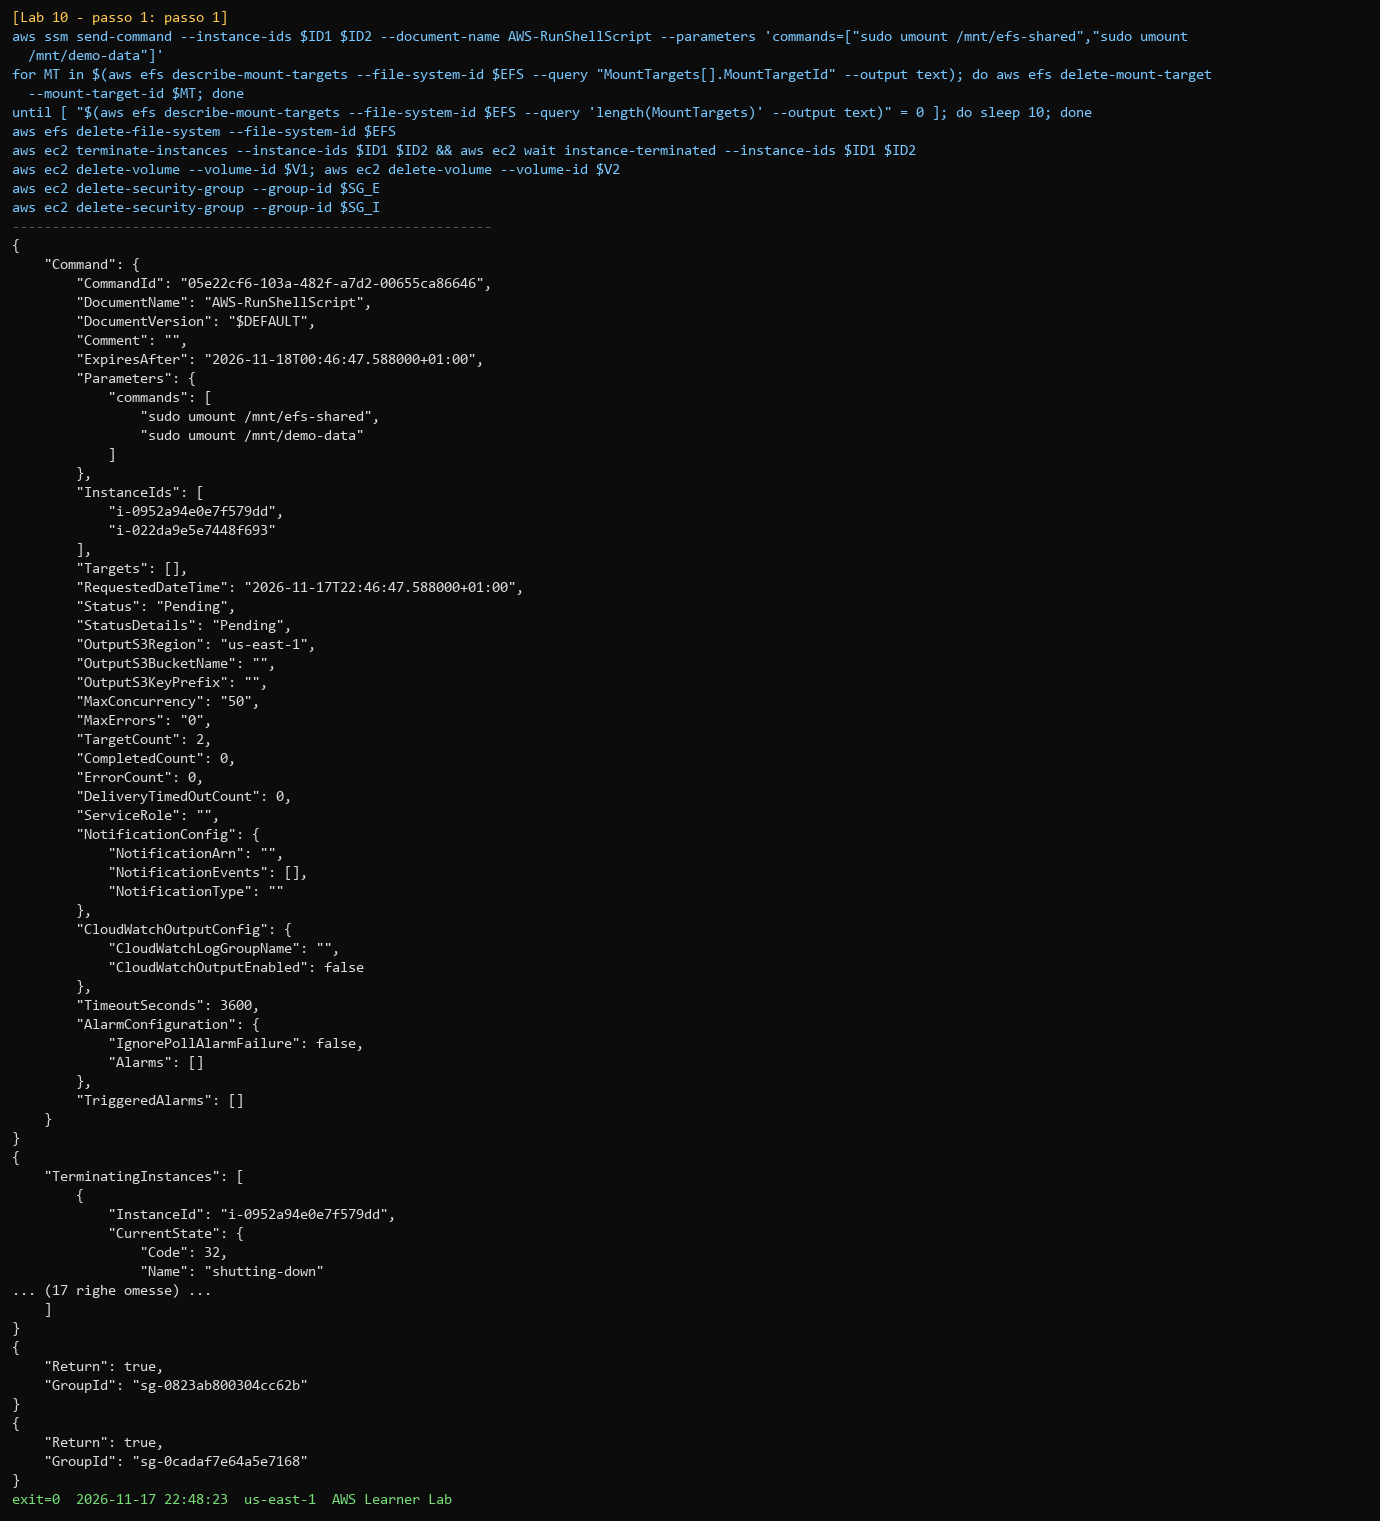 [Lab 10 - passo 1: passo 1]
aws ssm send-command --instance-ids $ID1 $ID2 --document-name AWS-RunShellScript --parameters 'commands=["sudo umount /mnt/efs-shared","sudo umount
  /mnt/demo-data"]'
for MT in $(aws efs describe-mount-targets --file-system-id $EFS --query "MountTargets[].MountTargetId" --output text); do aws efs delete-mount-target
  --mount-target-id $MT; done
until [ "$(aws efs describe-mount-targets --file-system-id $EFS --query 'length(MountTargets)' --output text)" = 0 ]; do sleep 10; done
aws efs delete-file-system --file-system-id $EFS
aws ec2 terminate-instances --instance-ids $ID1 $ID2 && aws ec2 wait instance-terminated --instance-ids $ID1 $ID2
aws ec2 delete-volume --volume-id $V1; aws ec2 delete-volume --volume-id $V2
aws ec2 delete-security-group --group-id $SG_E
aws ec2 delete-security-group --group-id $SG_I
------------------------------------------------------------
{
    "Command": {
        "CommandId": "05e22cf6-103a-482f-a7d2-00655ca86646",
        "DocumentName": "AWS-RunShellScript",
        "DocumentVersion": "$DEFAULT",
        "Comment": "",
        "ExpiresAfter": "2026-11-18T00:46:47.588000+01:00",
        "Parameters": {
            "commands": [
                "sudo umount /mnt/efs-shared",
                "sudo umount /mnt/demo-data"
            ]
        },
        "InstanceIds": [
            "i-0952a94e0e7f579dd",
            "i-022da9e5e7448f693"
        ],
        "Targets": [],
        "RequestedDateTime": "2026-11-17T22:46:47.588000+01:00",
        "Status": "Pending",
        "StatusDetails": "Pending",
        "OutputS3Region": "us-east-1",
        "OutputS3BucketName": "",
        "OutputS3KeyPrefix": "",
        "MaxConcurrency": "50",
        "MaxErrors": "0",
        "TargetCount": 2,
        "CompletedCount": 0,
        "ErrorCount": 0,
        "DeliveryTimedOutCount": 0,
        "ServiceRole": "",
        "NotificationConfig": {
            "NotificationArn": "",
            "NotificationEvents": [],
            "NotificationType": ""
        },
        "CloudWatchOutputConfig": {
            "CloudWatchLogGroupName": "",
            "CloudWatchOutputEnabled": false
        },
        "TimeoutSeconds": 3600,
        "AlarmConfiguration": {
            "IgnorePollAlarmFailure": false,
            "Alarms": []
        },
        "TriggeredAlarms": []
    }
}
{
    "TerminatingInstances": [
        {
            "InstanceId": "i-0952a94e0e7f579dd",
            "CurrentState": {
                "Code": 32,
                "Name": "shutting-down"
... (17 righe omesse) ...
    ]
}
{
    "Return": true,
    "GroupId": "sg-0823ab800304cc62b"
}
{
    "Return": true,
    "GroupId": "sg-0cadaf7e64a5e7168"
}
exit=0  2026-11-17 22:48:23  us-east-1  AWS Learner Lab